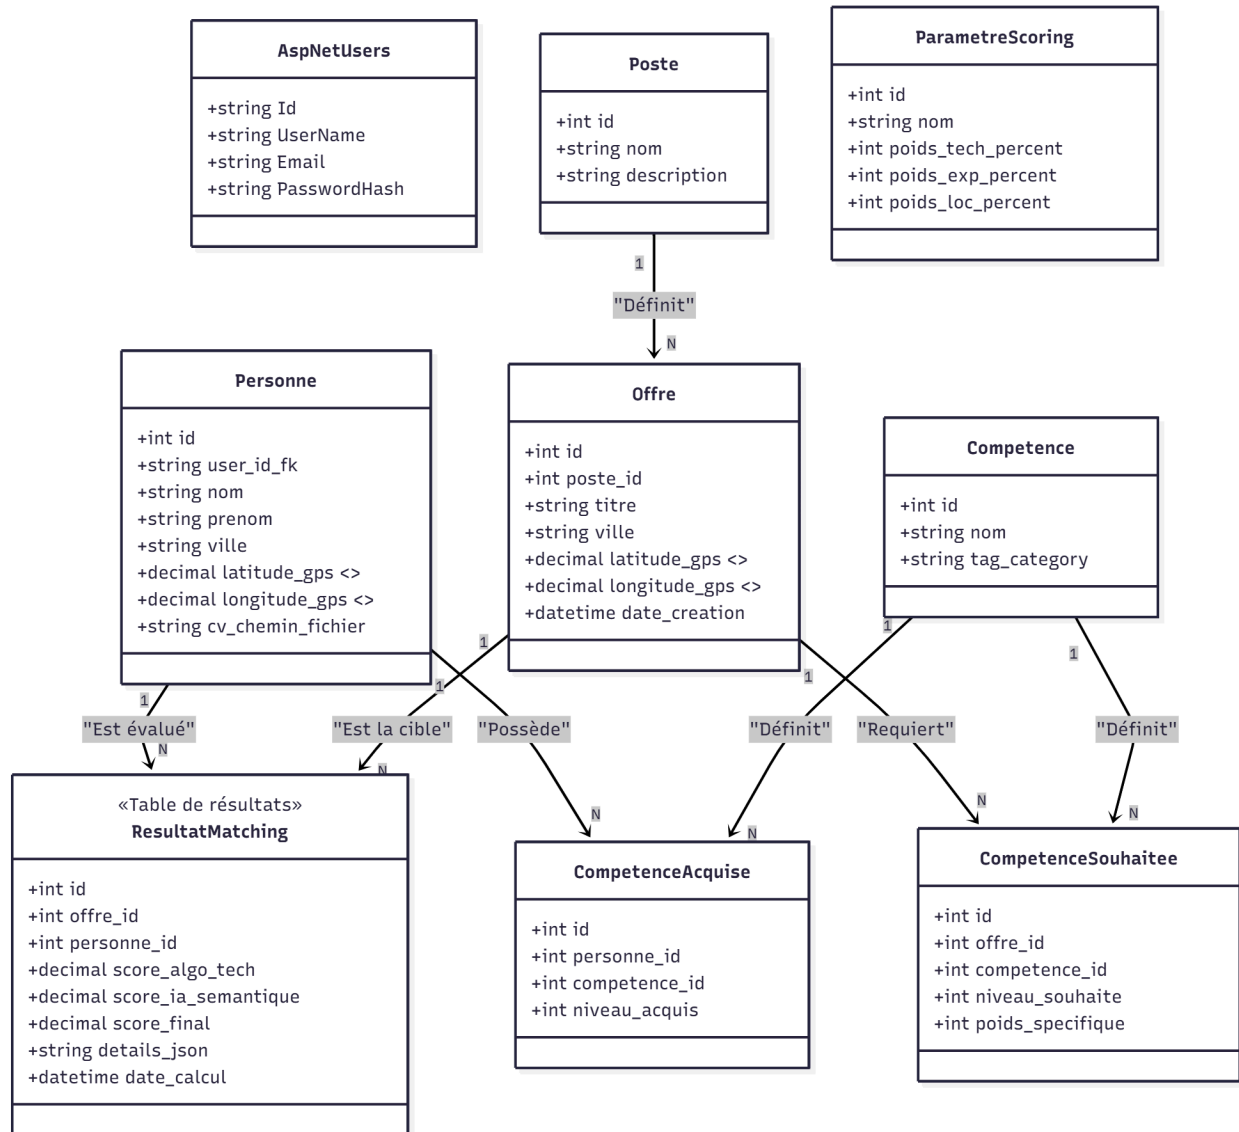 AspNetUsers
+string Id
+string UserName
+string Email
+string PasswordHash
Poste
+int id
+string nom
+string description
ParametreScoring
+int id
+string nom
+int poids_tech_percent
+int poids_exp_percent
+int poids_loc_percent
1
"Définit"
N
Personne
+int id
+string user_id_fk
+string nom
+string prenom
+string ville
+decimal latitude_gps <>
+decimal longitude_gps <>
+string cv_chemin_fichier
Offre
+int id
+int poste_id
+string titre
+string ville
+decimal latitude_gps <>
+decimal longitude_gps <>
+datetime date_creation
Competence
+int id
+string nom
+string tag_category
1
"Est évalué"
N
1
"Est la cible"
N
1
"Possède"
N
1
"Définit"
N
1
"Requiert"
N
1
"Définit"
N
«Table de résultats»
ResultatMatching
+int id
+int offre_id
+int personne_id
+decimal score_algo_tech
+decimal score_ia_semantique
+decimal score_final
+string details_json
+datetime date_calcul
CompetenceAcquise
+int id
+int personne_id
+int competence_id
+int niveau_acquis
CompetenceSouhaitee
+int id
+int offre_id
+int competence_id
+int niveau_souhaite
+int poids_specifique